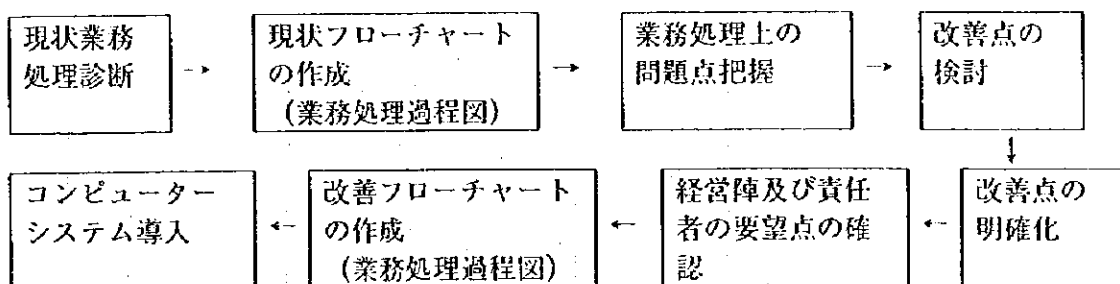 現状業務
処理診断
→
現状フローチャート
の作成
(業務処理過程図)
→
業務処理上の
問題点把握
→
改善点の
検討
↓
改善点の
明確化
←
経営陣及び責任
者の要望点の確
認
←
改善フローチャート
の作成
(業務処理過程図)
←
コンピューター
システム導入